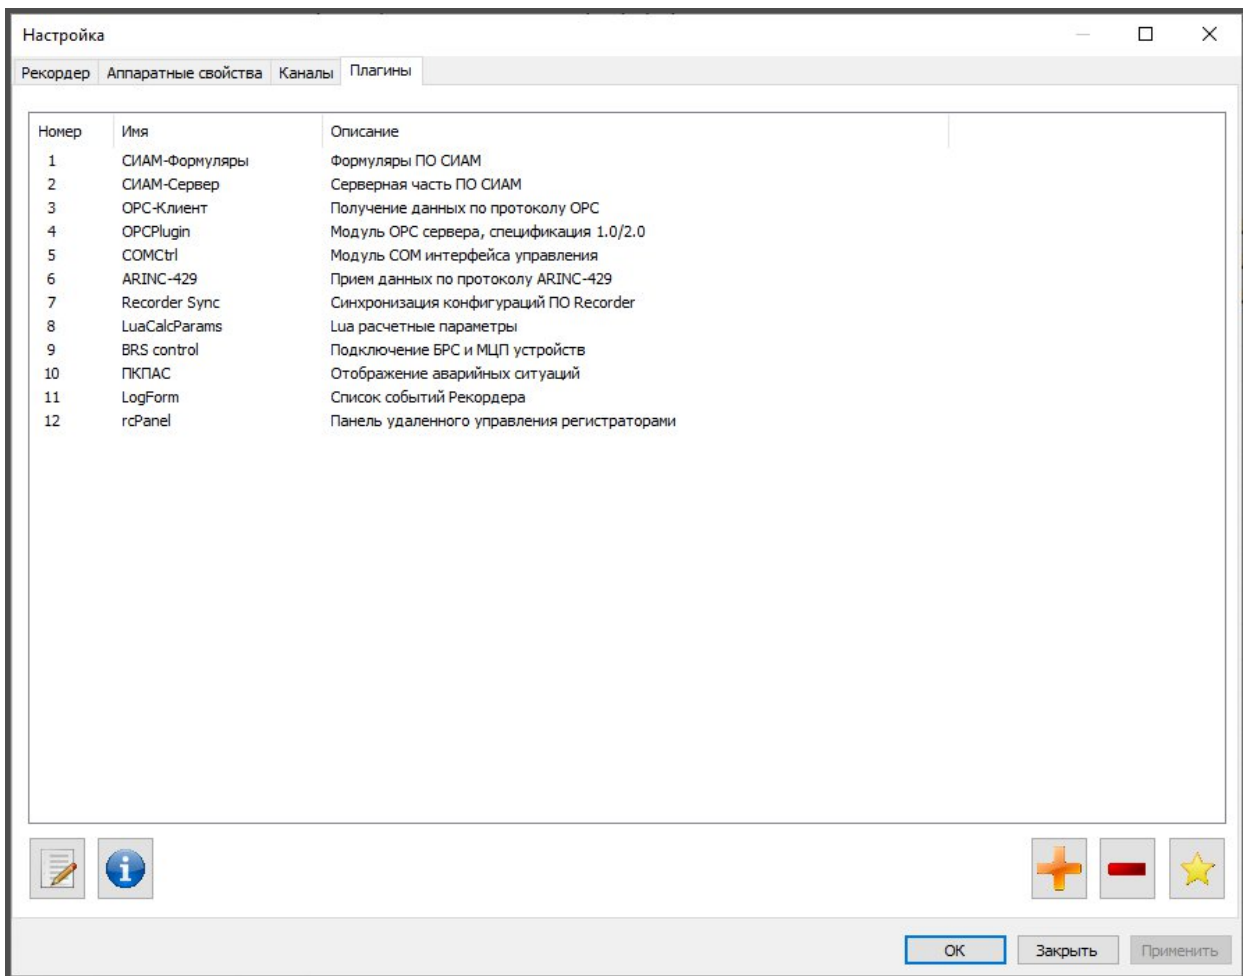 Настройка
Рекордер Аппаратные свойства Каналы Плагины
Номер Имя Описание
1 СИАМ-Формуляры Формуляры ПО СИАМ
2 СИАМ-Сервер Серверная часть ПО СИАМ
3 ОРС-Клиент Получение данных по протоколу ОРС
4 OPCPlugin Модуль ОРС сервера, спецификация 1.0/2.0
5 COMCtrl Модуль COM интерфейса управления
6 ARINC-429 Прием данных по протоколу ARINC-429
7 Recorder Sync Синхронизация конфигураций ПО Recorder
8 LuaCalcParams Lua расчетные параметры
9 BRS control Подключение БРС и МЦП устройств
10 ПКПАС Отображение аварийных ситуаций
11 LogForm Список событий Рекордера
12 rcPanel Панель удаленного управления регистраторами
OK Закрыть Применить